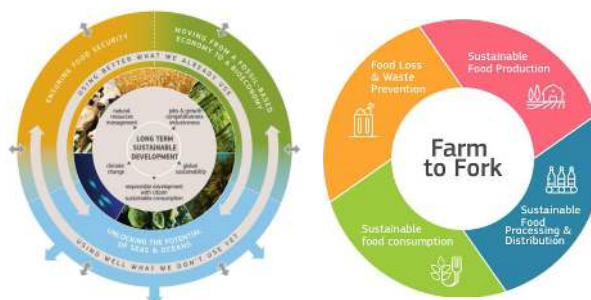 ENSURING FOOD SECURITY
MOVING FROM A FOSSIL-BASED
ECONOMY TO A BIOECONOMY
USING BETTER WHAT WE ALREADY USE
natural
resources
management
jobs & growth
competitiveness
LONG TERM
SUSTAINABLE
DEVELOPMENT
climate
change
global
sustainability
responsible development
with citizen
sustainable consumption
UNLOCKING THE POTENTIAL
OF SEAS & OCEANS
USING WELL WHAT WE DON'T USE YET
Food Loss
& Waste
Prevention
Sustainable
Food Production
Farm
to Fork
Sustainable
food consumption
Sustainable
Food
Processing &
Distribution